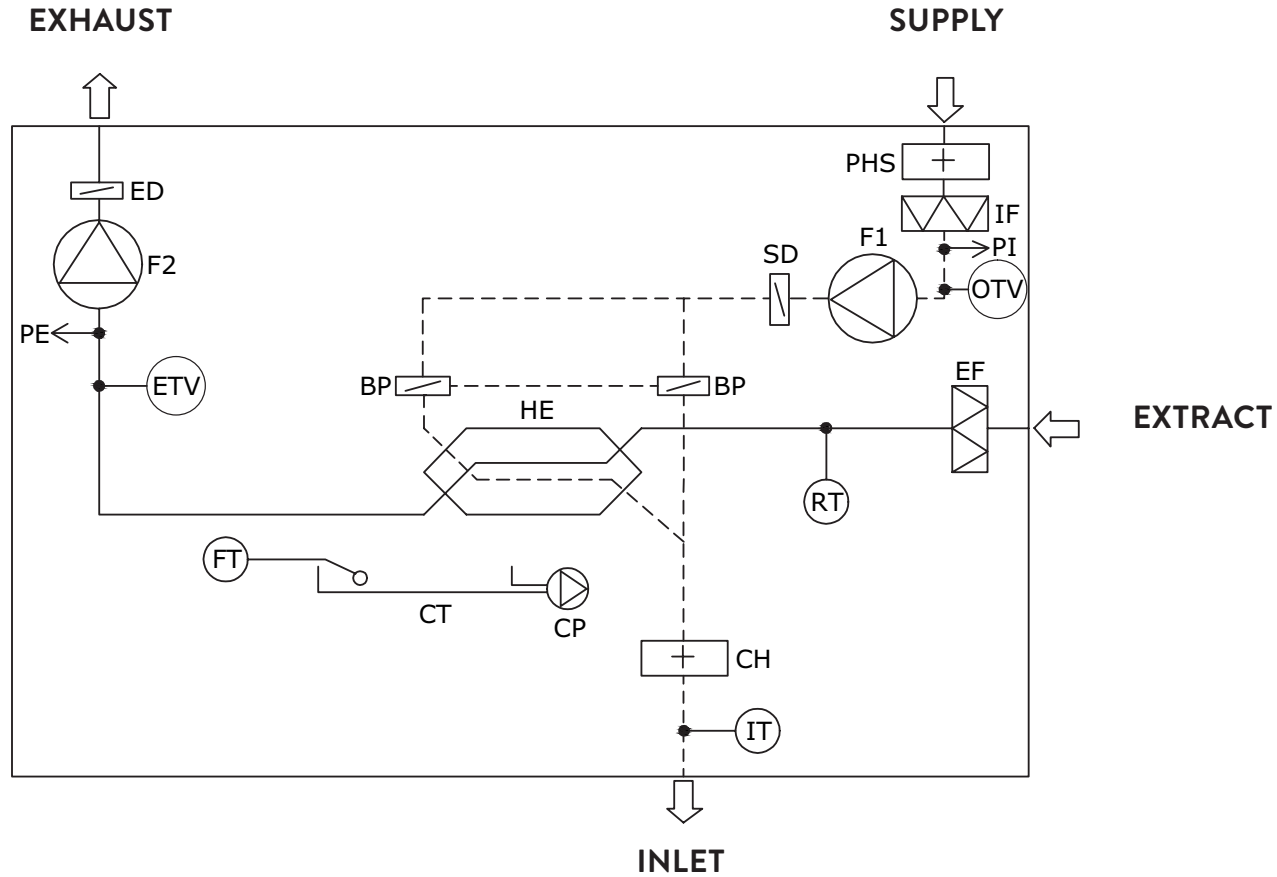 EXHAUST
SUPPLY
PHS
ED
IF
F1
PI
SD
F2
OTV
PE
EF
ETV
BP
BP
HE
EXTRACT
RT
FT
CT
CP
CH
IT
INLET